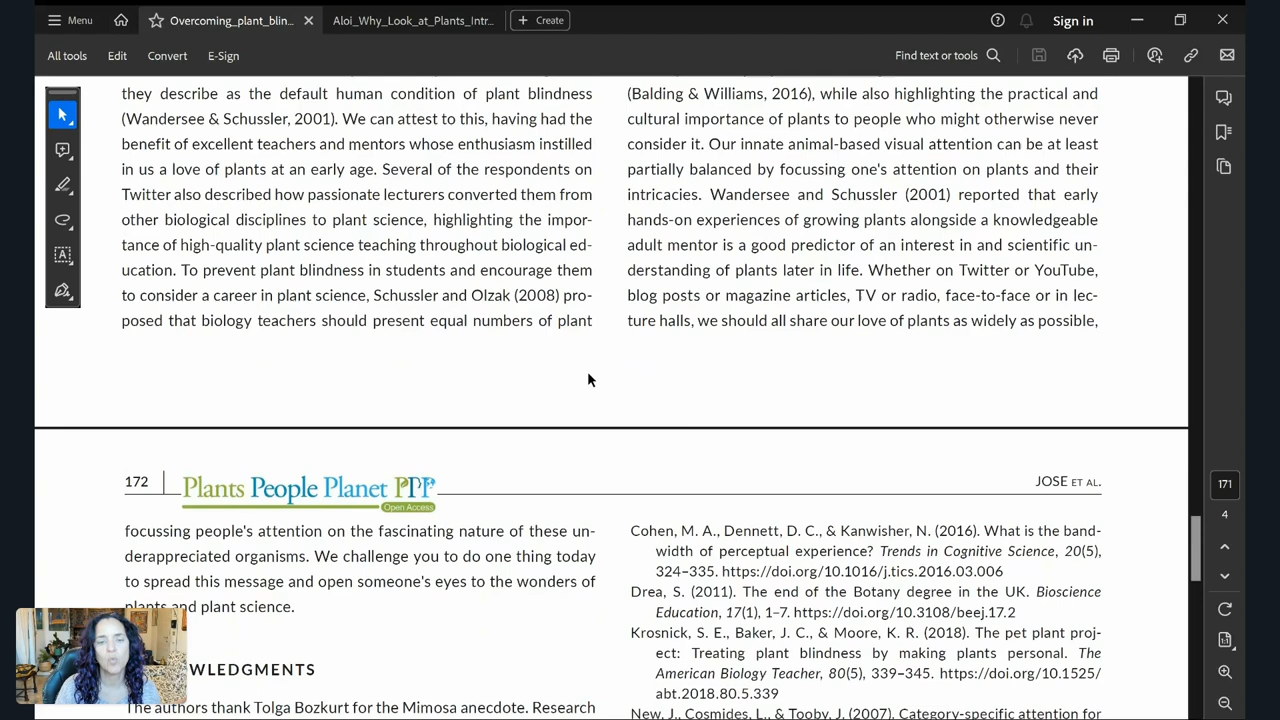 Menu
Overcoming_plant_blin...
Aloi_Why_Look_at_Plants_Intr...
Create
Sign in
All tools
Edit
Convert
E-Sign
Find text or tools
they describe as the default human condition of plant blindness
(Wandersee & Schussler, 2001). We can attest to this, having had the
benefit of excellent teachers and mentors whose enthusiasm instilled
in us a love of plants at an early age. Several of the respondents on
Twitter also described how passionate lecturers converted them from
other biological disciplines to plant science, highlighting the impor-
tance of high-quality plant science teaching throughout biological ed-
ucation. To prevent plant blindness in students and encourage them
to consider a career in plant science, Schussler and Olzak (2008) pro-
posed that biology teachers should present equal numbers of plant
(Balding & Williams, 2016), while also highlighting the practical and
cultural importance of plants to people who might otherwise never
consider it. Our innate animal-based visual attention can be at least
partially balanced by focussing one's attention on plants and their
intricacies. Wandersee and Schussler (2001) reported that early
hands-on experiences of growing plants alongside a knowledgeable
adult mentor is a good predictor of an interest in and scientific un-
derstanding of plants later in life. Whether on Twitter or YouTube,
blog posts or magazine articles, TV or radio, face-to-face or in lec-
ture halls, we should all share our love of plants as widely as possible,
171
4
172
Plants People Planet PPP
Open Access
JOSE ET AL.
focussing people's attention on the fascinating nature of these un-
derappreciated organisms. We challenge you to do one thing today
to spread this message and open someone's eyes to the wonders of
plants and plant science.
WLEDGMENTS
The authors thank Tolga Bozkurt for the Mimosa anecdote. Research
Cohen, M. A., Dennett, D. C., & Kanwisher, N. (2016). What is the band-
width of perceptual experience? Trends in Cognitive Science, 20(5),
324–335. https://doi.org/10.1016/j.tics.2016.03.006
Drea, S. (2011). The end of the Botany degree in the UK. Bioscience
Education, 17(1), 1–7. https://doi.org/10.3108/beej.17.2
Krosnick, S. E., Baker, J. C., & Moore, K. R. (2018). The pet plant proj-
ect: Treating plant blindness by making plants personal. The
American Biology Teacher, 80(5), 339–345. https://doi.org/10.1525/
abt.2018.80.5.339
New, J., Cosmides, L., & Tooby, J. (2007). Category-specific attention for